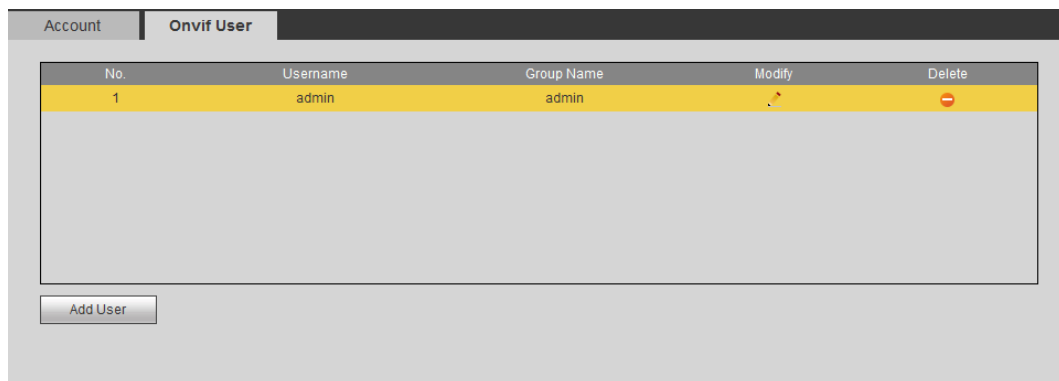 Account Onvif User
No. Username Group Name Modify Delete
1 admin admin
Add User